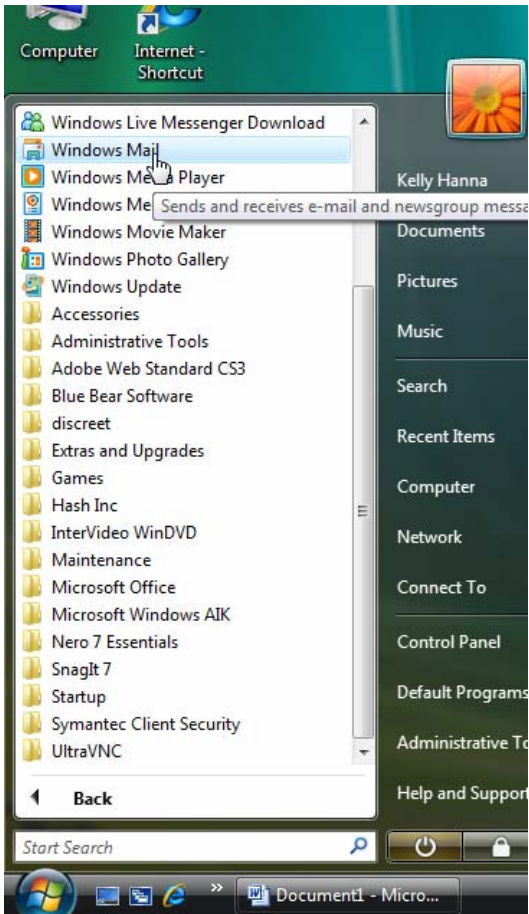 Computer
Internet -
Shortcut
Windows Live Messenger Download
Windows Mail
Windows Me Player
Windows Me
Sends and receives e-mail and newsgroup messa
Windows Movie Maker
Windows Photo Gallery
Windows Update
Accessories
Administrative Tools
Adobe Web Standard CS3
Blue Bear Software
discreet
Extras and Upgrades
Games
Hash Inc
InterVideo WinDVD
Maintenance
Microsoft Office
Microsoft Windows AIK
Nero 7 Essentials
SnagIt 7
Startup
Symantec Client Security
UltraVNC
Back
Start Search
Kelly Hanna
Documents
Pictures
Music
Search
Recent Items
Computer
Network
Connect To
Control Panel
Default Programs
Administrative To
Help and Support
Document1 - Micro...